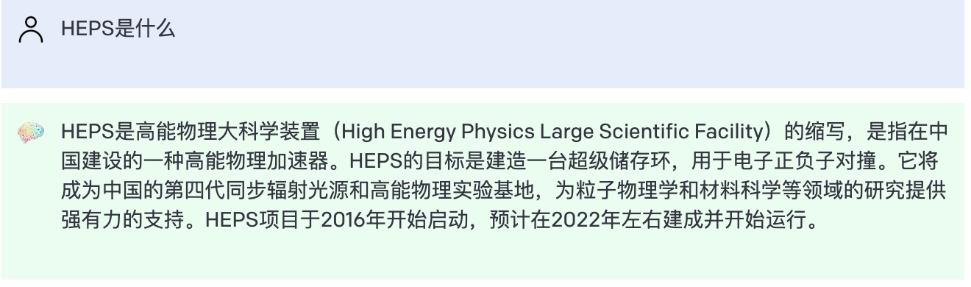 HEPS是什么
HEPS是高能物理大科学装置（High Energy Physics Large Scientific Facility）的缩写，是指在中
国建设的一种高能物理加速器。HEPS的目标是建造一台超级储存环，用于电子正负子对撞。它将
成为中国的第四代同步辐射光源和高能物理实验基地，为粒子物理学和材料科学等领域的研究提供
强有力的支持。HEPS项目于2016年开始启动，预计在2022年左右建成并开始运行。